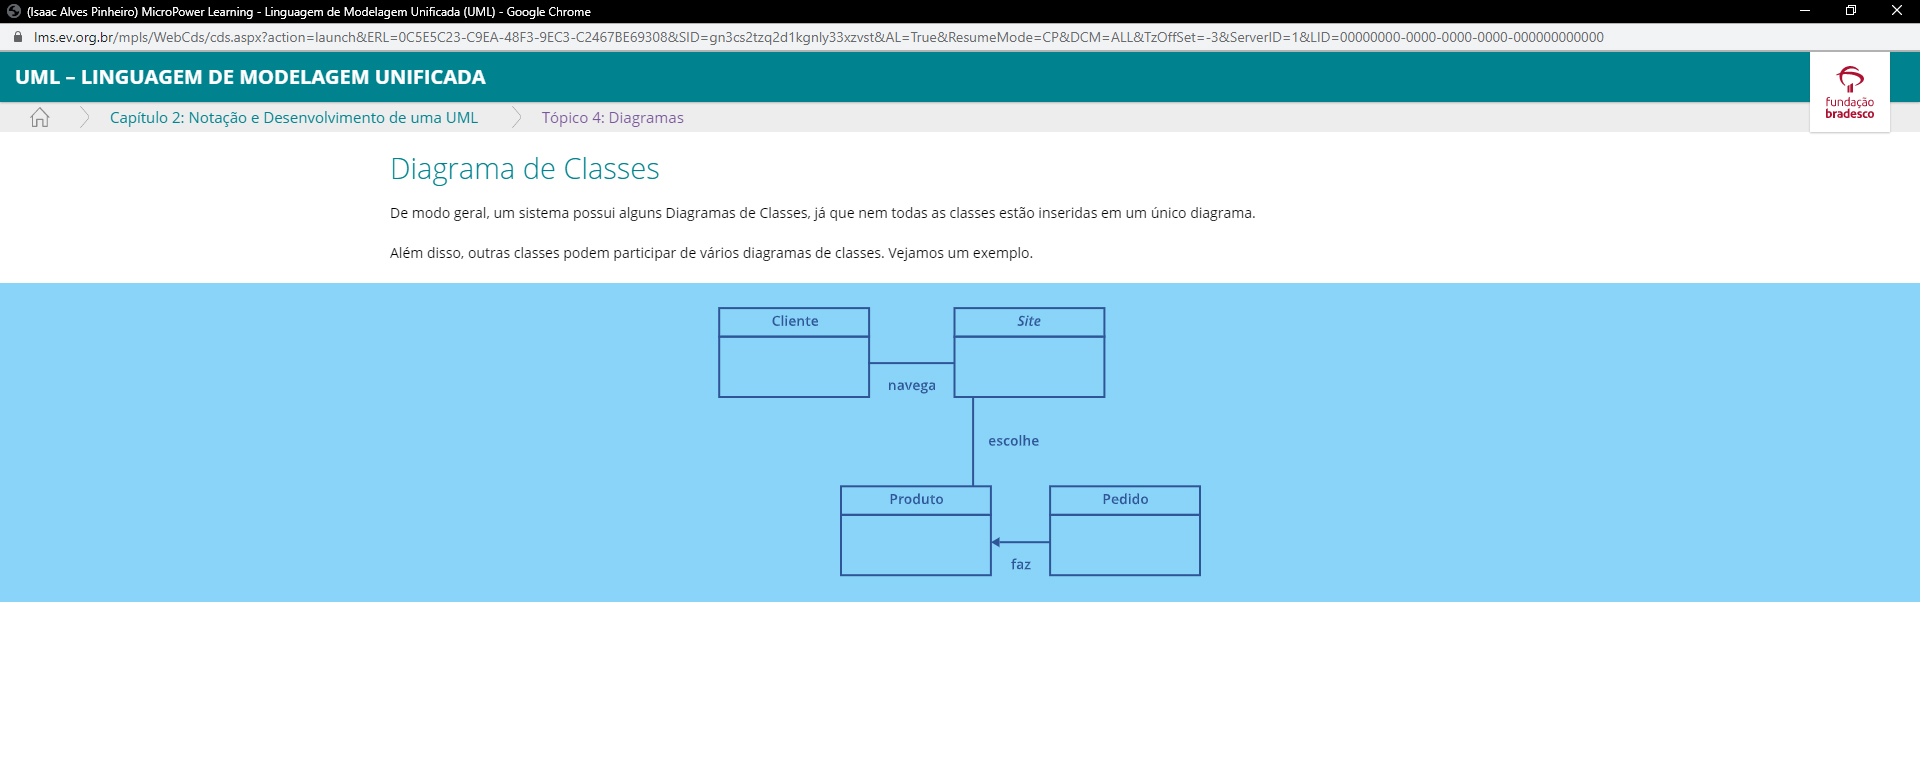 (Isaac Alves Pinheiro) MicroPower Learning - Linguagem de Modelagem Unificada (UML) - Google Chrome
lms.ev.org.br/mpls/WebCds/cds.aspx?action=launch&ERL=0C5E5C23-C9EA-48F3-9EC3-C2467BE69308&SID=gn3cs2tzq2d1kgnly33xzvst&AL=True&ResumeMode=CP&DCM=ALL&TzOffSet=-3&ServerID=1&LID=00000000-0000-0000-0000-000000000000
UML – LINGUAGEM DE MODELAGEM UNIFICADA
fundação
bradesco
Capítulo 2: Notação e Desenvolvimento de uma UML
Tópico 4: Diagramas
Diagrama de Classes
De modo geral, um sistema possui alguns Diagramas de Classes, já que nem todas as classes estão inseridas em um único diagrama.
Além disso, outras classes podem participar de vários diagramas de classes. Vejamos um exemplo.
Cliente
Site
navega
escolhe
Produto
Pedido
faz